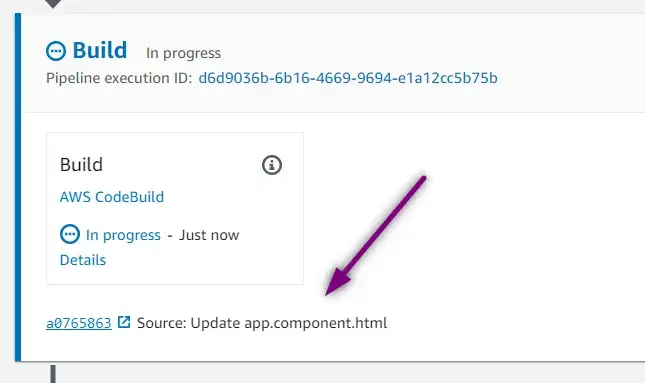 Build In progress
Pipeline execution ID: d6d9036b-6b16-4669-9694-e1a12cc5b75b
Build
AWS CodeBuild
In progress - Just now
Details
a0765863 Source: Update app.component.html